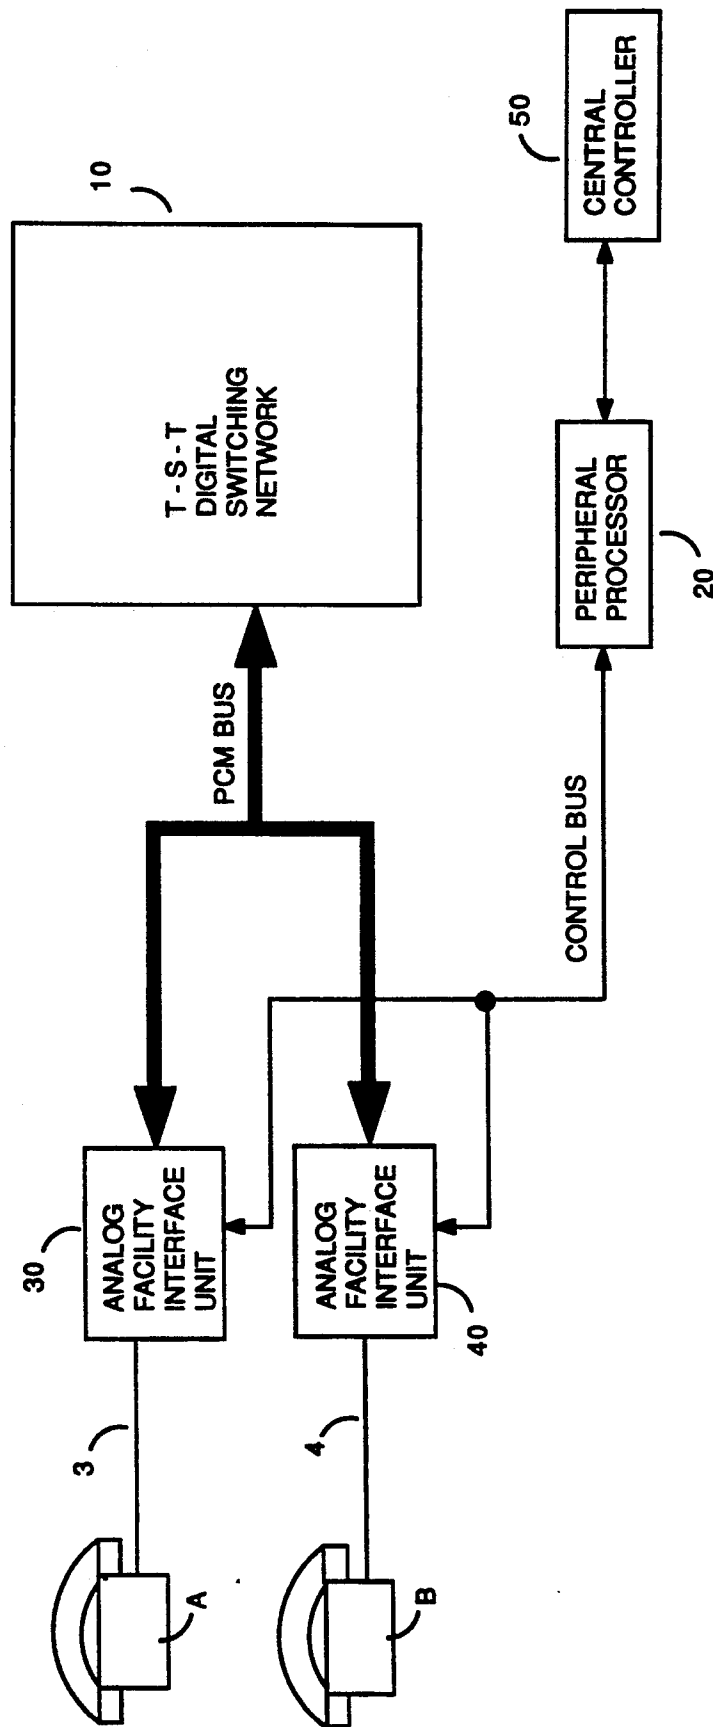 10
T - S - T
DIGITAL
SWITCHING
NETWORK
50
CENTRAL
CONTROLLER
PCM BUS
PERIPHERAL
PROCESSOR
20
CONTROL BUS
30
ANALOG
FACILITY
INTERFACE
UNIT
ANALOG
FACILITY
INTERFACE
UNIT
40
3
4
A
B